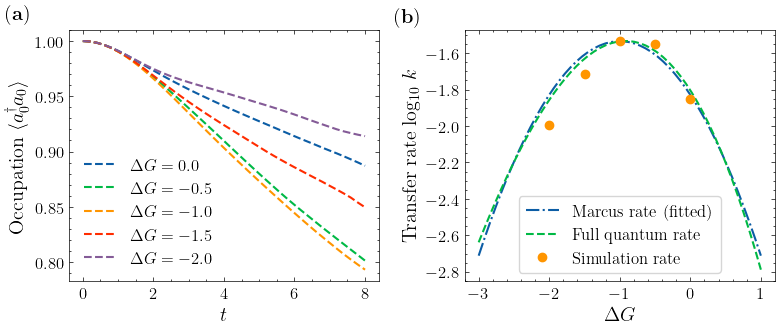 (a)
1.00
0.95
0.90
0.85
0.80
Occupation ⟨a₀†a₀⟩
ΔG = 0.0
ΔG = −0.5
ΔG = −1.0
ΔG = −1.5
ΔG = −2.0
0 2 4 6 8
t
(b)
−1.6
−1.8
−2.0
−2.2
−2.4
−2.6
−2.8
Transfer rate log₁₀ k
Marcus rate (fitted)
Full quantum rate
Simulation rate
−3 −2 −1 0 1
ΔG